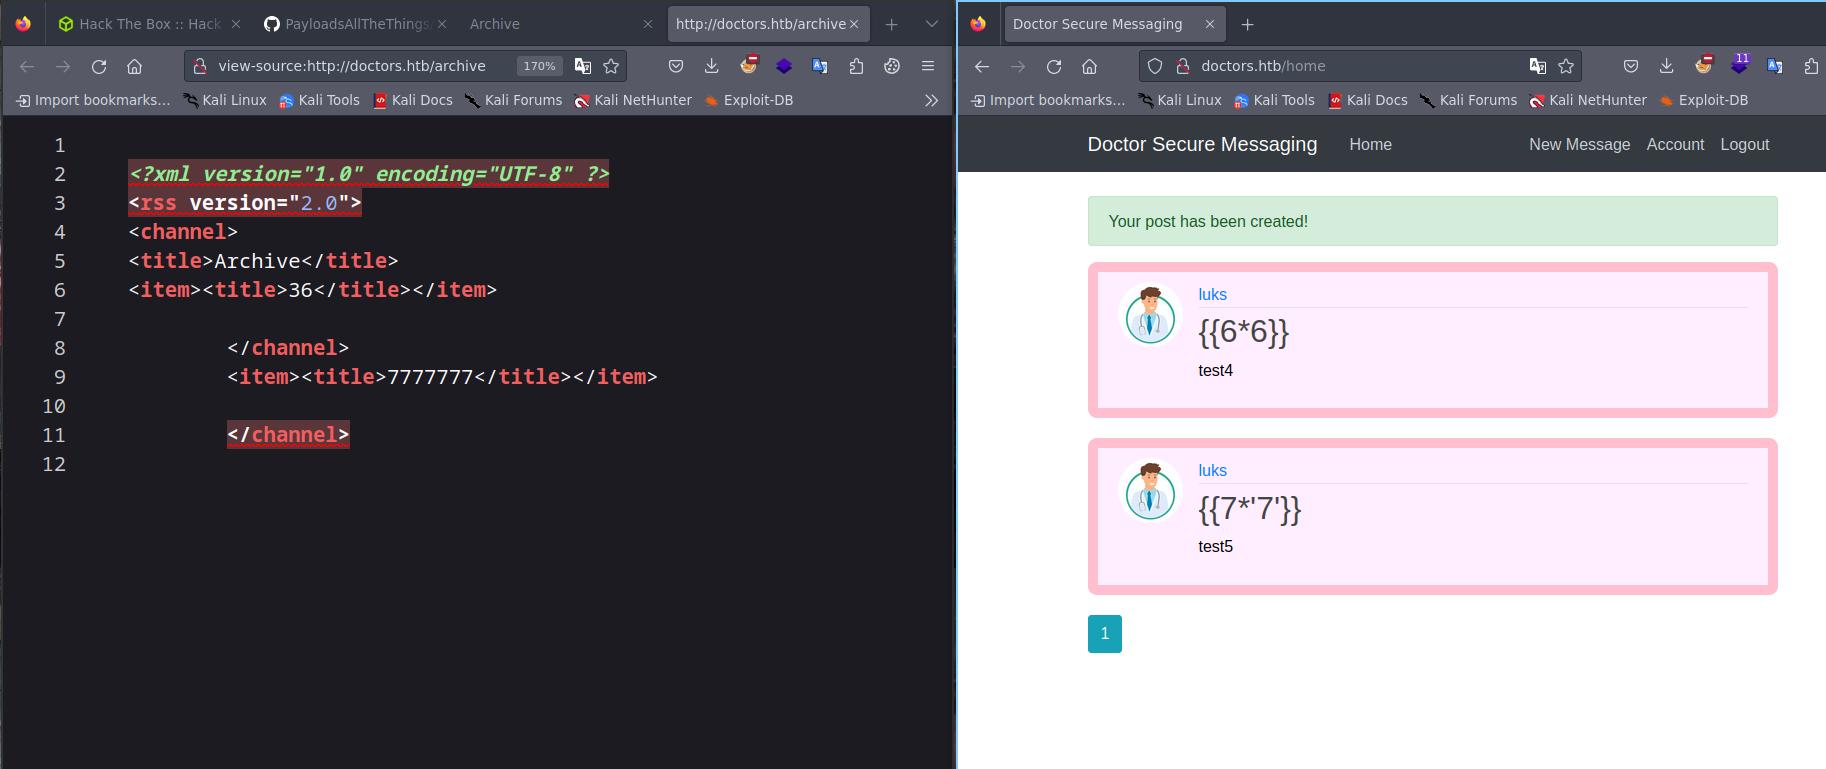 Hack The Box :: Hack
PayloadsAllTheThings/
Archive
http://doctors.htb/archive
view-source:http://doctors.htb/archive
170%
Import bookmarks...
Kali Linux
Kali Tools
Kali Docs
Kali Forums
Kali NetHunter
Exploit-DB
1
2 <?xml version="1.0" encoding="UTF-8" ?>
3 <rss version="2.0">
4 <channel>
5 <title>Archive</title>
6 <item><title>36</title></item>
7
8 </channel>
9 <item><title>7777777</title></item>
10
11 </channel>
12
Doctor Secure Messaging
doctors.htb/home
11
Import bookmarks...
Kali Linux
Kali Tools
Kali Docs
Kali Forums
Kali NetHunter
Exploit-DB
Doctor Secure Messaging
Home
New Message
Account
Logout
Your post has been created!
luks
{{6*6}}
test4
luks
{{7*'7'}}
test5
1